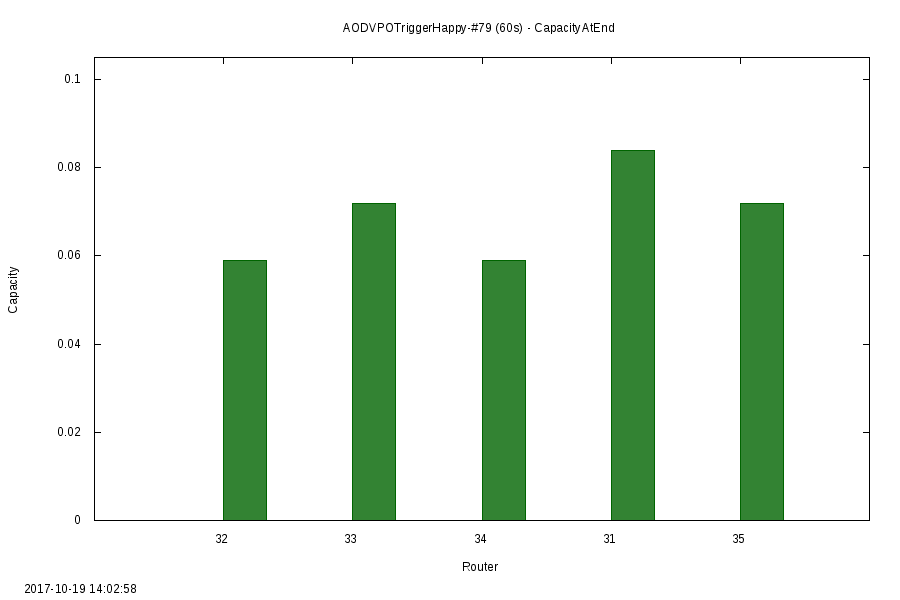 AODVPOTriggerHappy-#79 (60s) - CapacityAtEnd
0.1
0.08
0.06
0.04
0.02
0
Capacity
32 33 34 31 35
Router
2017-10-19 14:02:58